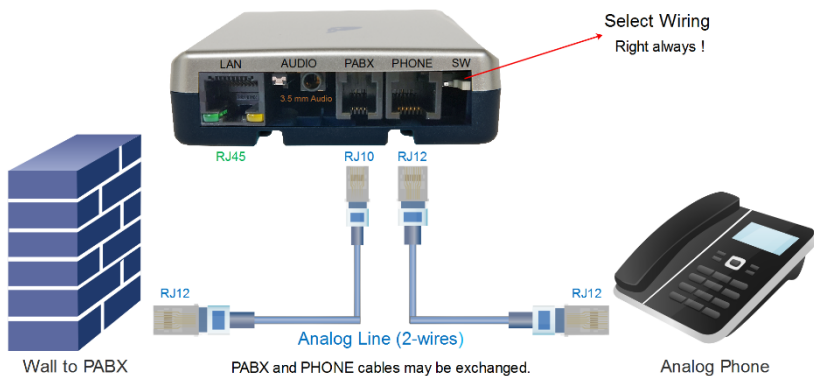 Select Wiring
Right always !
LAN
AUDIO
PABX
PHONE
SW
3.5 mm Audio
RJ45
RJ10
RJ12
RJ12
RJ12
Analog Line (2-wires)
Wall to PABX
PABX and PHONE cables may be exchanged.
Analog Phone